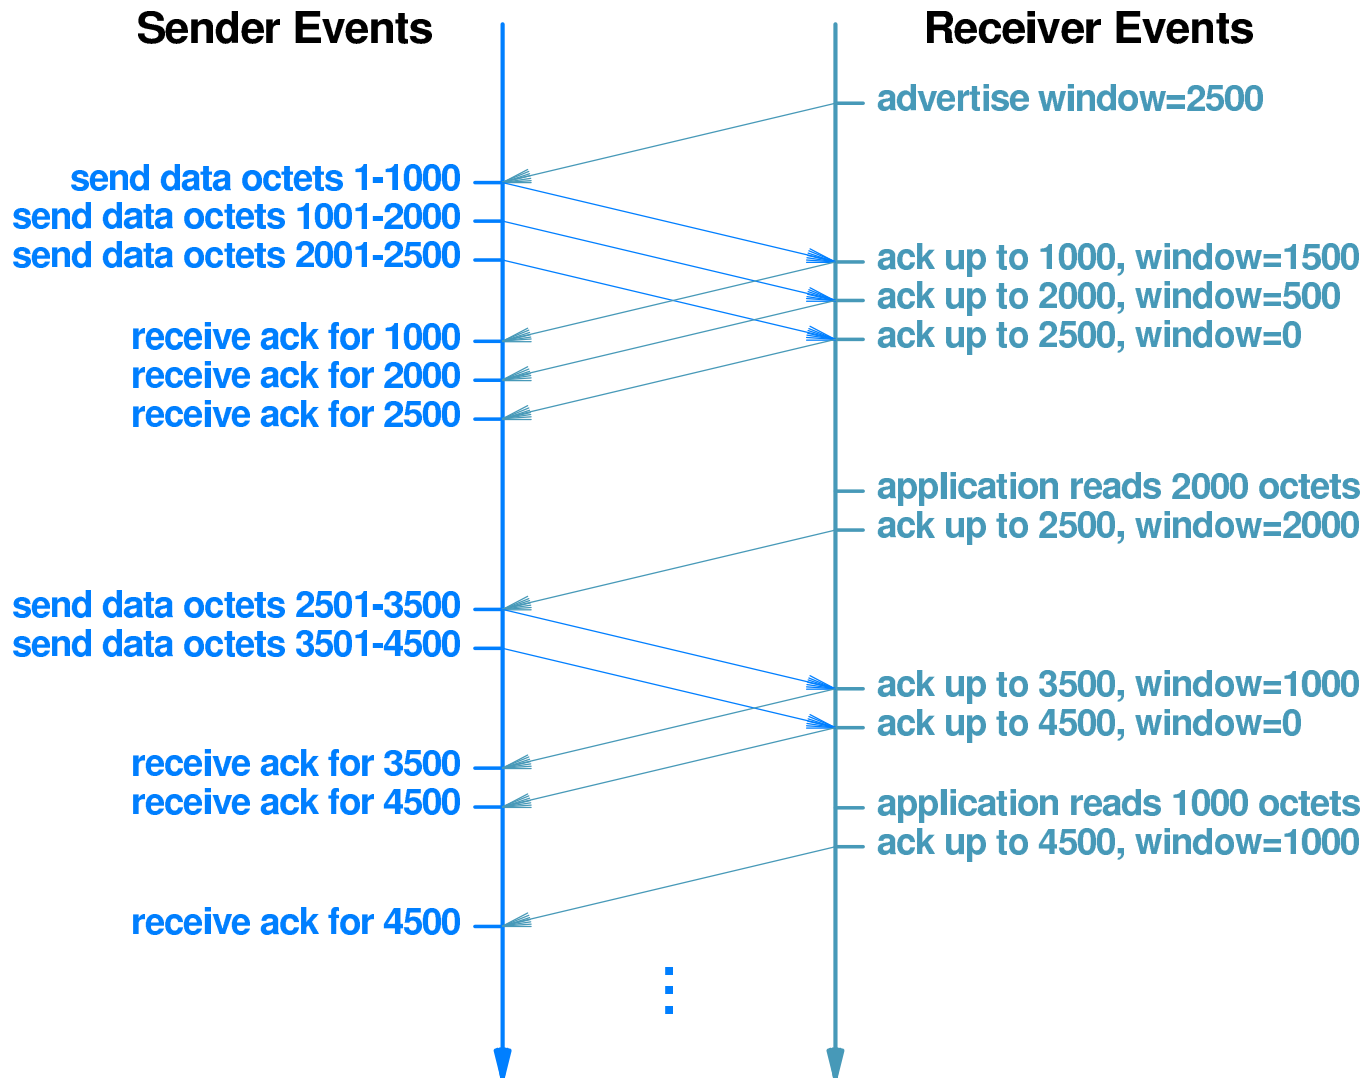 Sender Events
Receiver Events
advertise window=2500
send data octets 1-1000
send data octets 1001-2000
send data octets 2001-2500
ack up to 1000, window=1500
ack up to 2000, window=500
ack up to 2500, window=0
receive ack for 1000
receive ack for 2000
receive ack for 2500
application reads 2000 octets
ack up to 2500, window=2000
send data octets 2501-3500
send data octets 3501-4500
ack up to 3500, window=1000
ack up to 4500, window=0
receive ack for 3500
receive ack for 4500
application reads 1000 octets
ack up to 4500, window=1000
receive ack for 4500